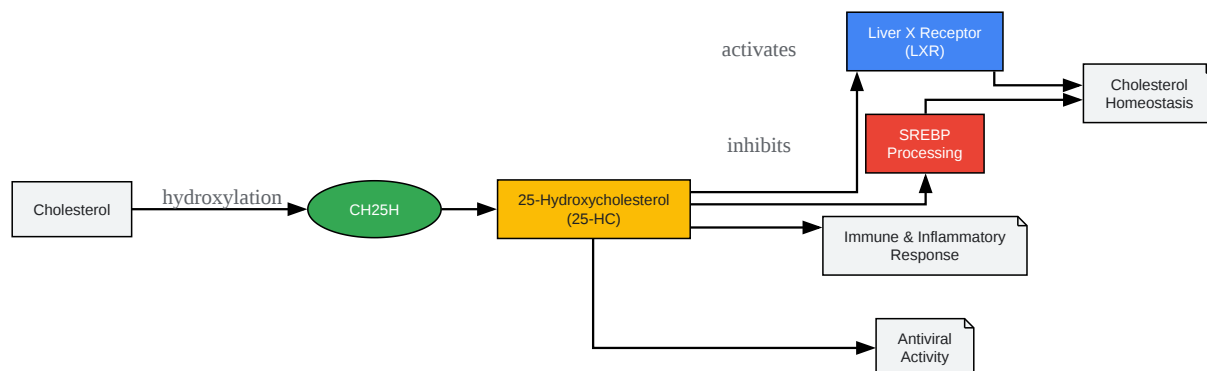 Liver X Receptor
(LXR)
activates
Cholesterol
Homeostasis
SREBP
Processing
inhibits
hydroxylation
Cholesterol
CH25H
25-Hydroxycholesterol
(25-HC)
Immune & Inflammatory
Response
Antiviral
Activity